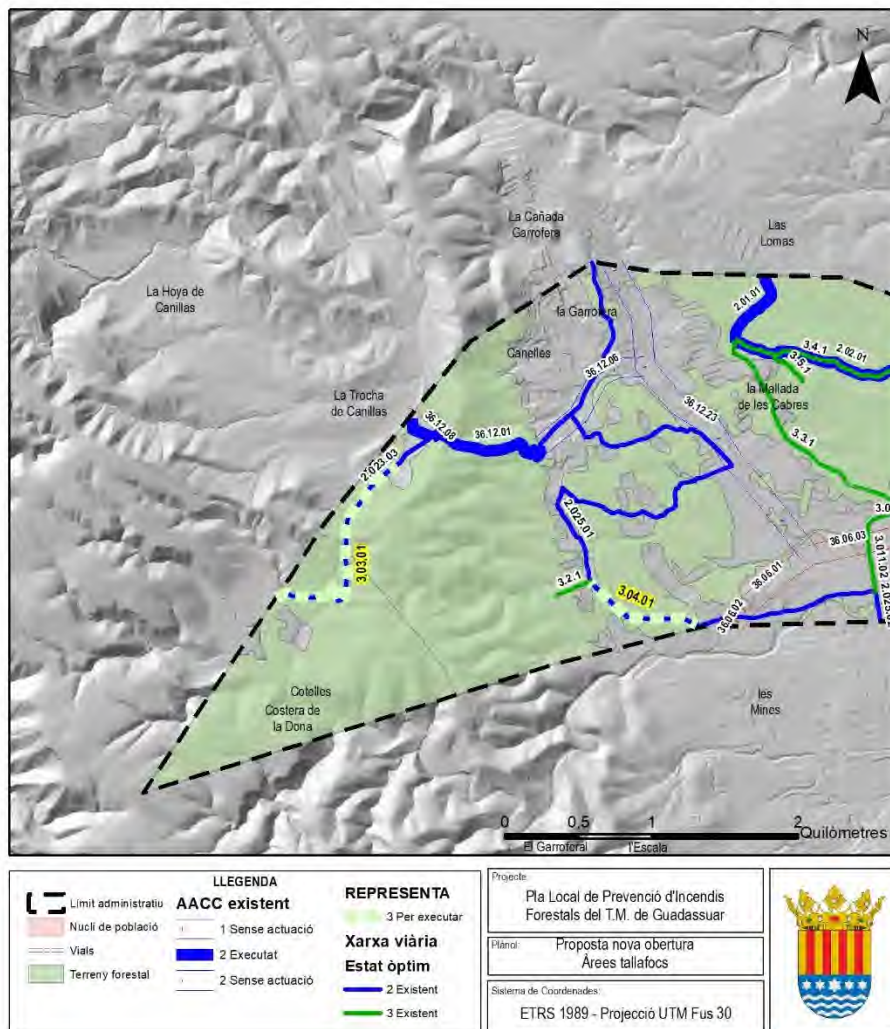 N
La Cañada
Garrofera
Las
Lomas
La Hoya de
Canillas
2.01.01
la Garrofera
3.4.1
2.02.01
Canelles
36.12.06
3.5.1
la Mallada
de les Cabres
La Trocha
de Canillas
36.12.23
36.12.08
36.12.01
3.3.1
2.023.03
2.025.01
36.06.03
3.03.01
36.06.01
3.011.02
3.2.1
3.04.01
36.06.02
Cotelles
Costera de
la Dona
les
Mines
0 0,5 1 2 Quilòmetres
El Garroferal l'Escala
LLEGENDA
Límit administratiu
Nucli de població
Vials
Terreny forestal
AACC existent
1 Sense actuació
2 Executat
2 Sense actuació
REPRESENTA
3 Per executar
Xarxa viària
Estat òptim
2 Existent
3 Existent
Projecte:
Pla Local de Prevenció d'Incendis
Forestals del T.M. de Guadassuar
Plànol:
Proposta nova obertura
Àrees tallafocs
Sistema de Coordenades:
ETRS 1989 - Projecció UTM Fus 30